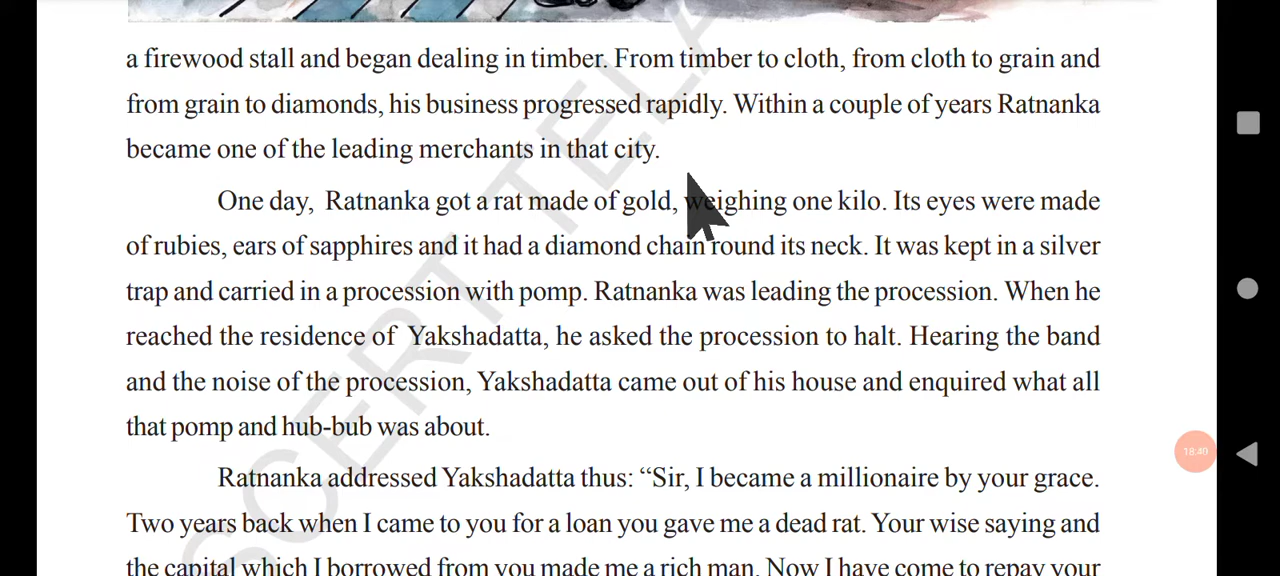 a firewood stall and began dealing in timber. From timber to cloth, from cloth to grain and
from grain to diamonds, his business progressed rapidly. Within a couple of years Ratnanka
became one of the leading merchants in that city.
One day, Ratnanka got a rat made of gold, weighing one kilo. Its eyes were made
of rubies, ears of sapphires and it had a diamond chain round its neck. It was kept in a silver
trap and carried in a procession with pomp. Ratnanka was leading the procession. When he
reached the residence of Yakshadatta, he asked the procession to halt. Hearing the band
and the noise of the procession, Yakshadatta came out of his house and enquired what all
that pomp and hub-bub was about.
Ratnanka addressed Yakshadatta thus: “Sir, I became a millionaire by your grace.
Two years back when I came to you for a loan you gave me a dead rat. Your wise saying and
the capital which I borrowed from you made me a rich man. Now I have come to repay your
SCERT TELA
18:40